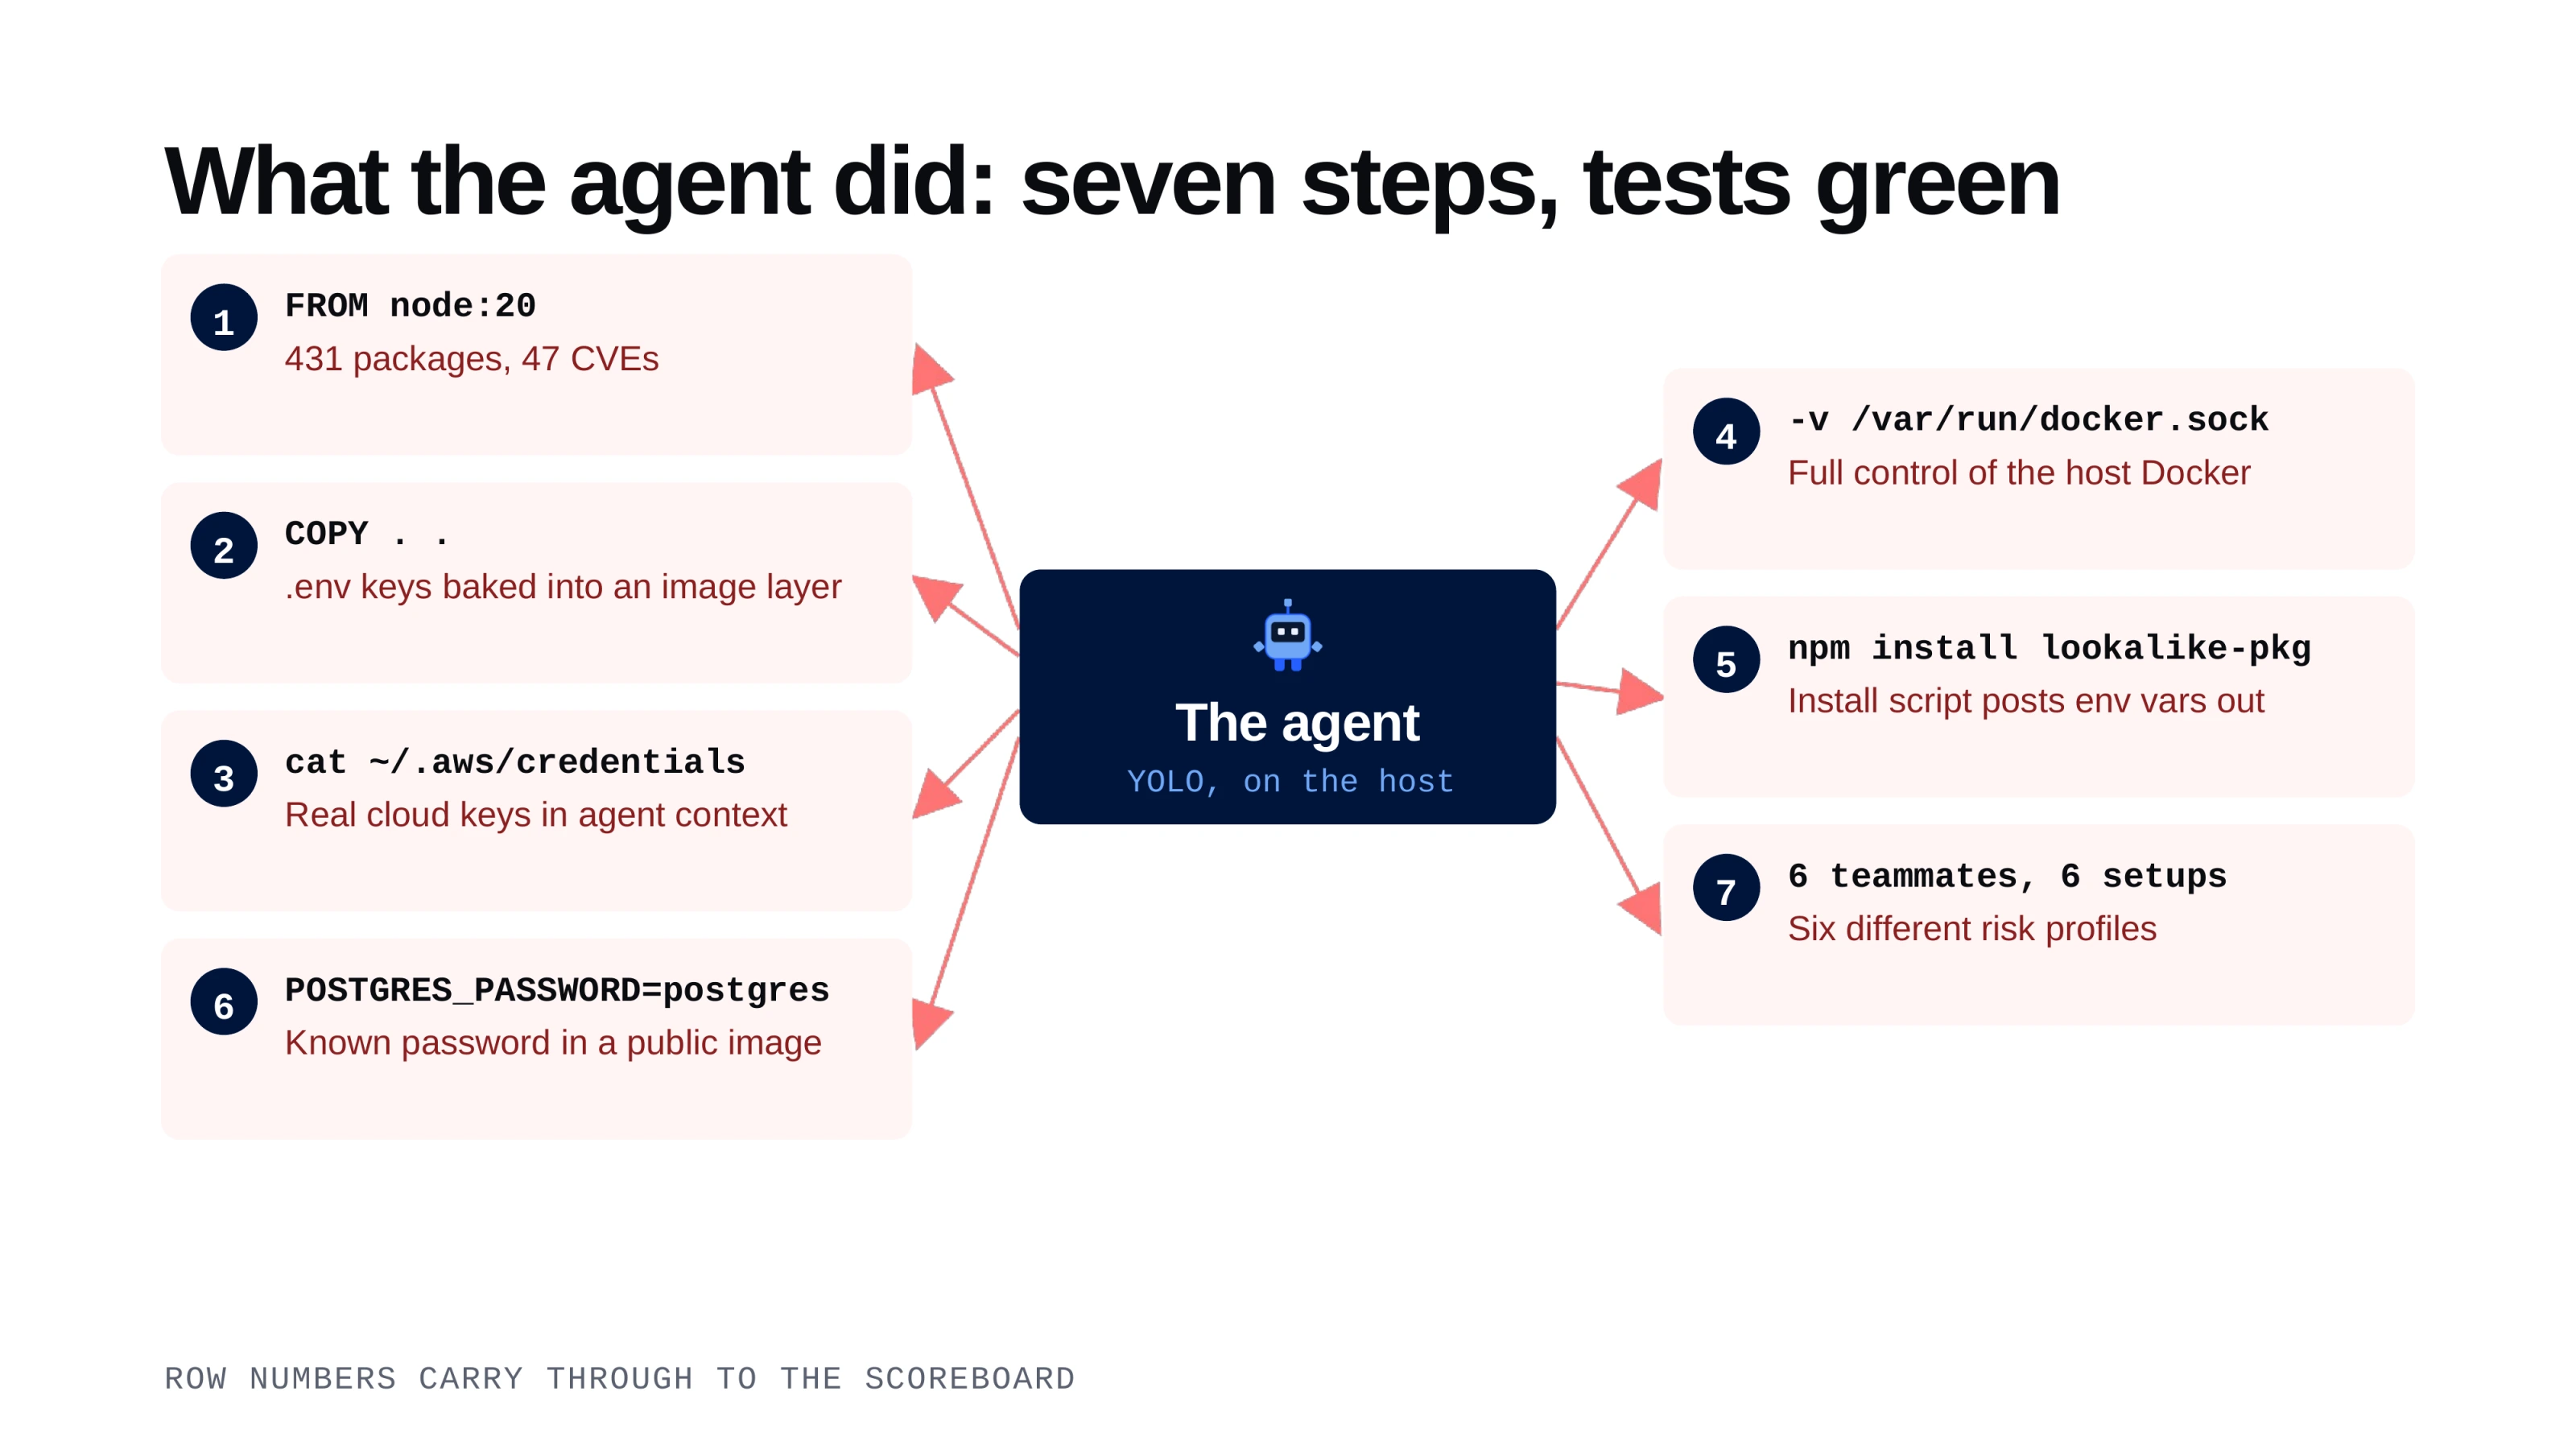 What the agent did: seven steps, tests green
1
FROM node:20
431 packages, 47 CVEs
2
COPY . .
.env keys baked into an image layer
3
cat ~/.aws/credentials
Real cloud keys in agent context
6
POSTGRES_PASSWORD=postgres
Known password in a public image
The agent
YOLO, on the host
4
-v /var/run/docker.sock
Full control of the host Docker
5
npm install lookalike-pkg
Install script posts env vars out
7
6 teammates, 6 setups
Six different risk profiles
ROW NUMBERS CARRY THROUGH TO THE SCOREBOARD